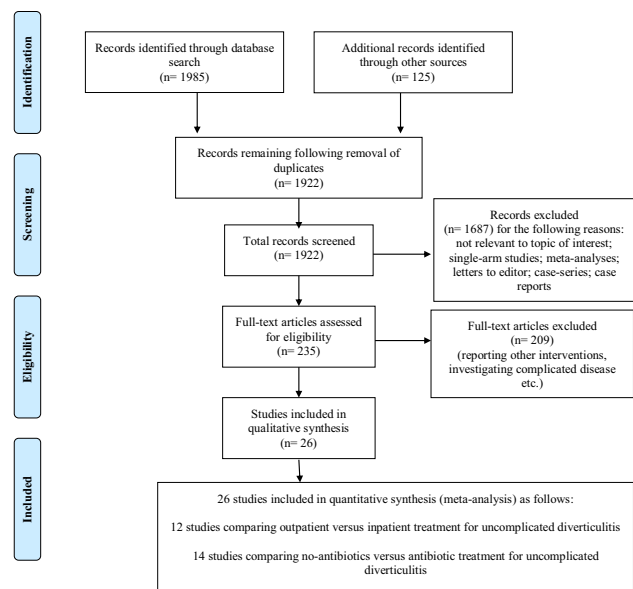 Identification
Records identified through database
search
(n= 1985)
Additional records identified
through other sources
(n= 125)
Records remaining following removal of
duplicates
(n= 1922)
Screening
Total records screened
(n= 1922)
Records excluded
(n= 1687) for the following reasons:
not relevant to topic of interest;
single-arm studies; meta-analyses;
letters to editor; case-series; case
reports
Eligibility
Full-text articles assessed
for eligibility
(n= 235)
Full-text articles excluded
(n= 209)
(reporting other interventions,
investigating complicated disease
etc.)
Studies included in
qualitative synthesis
(n= 26)
Included
26 studies included in quantitative synthesis (meta-analysis) as follows:
12 studies comparing outpatient versus inpatient treatment for uncomplicated diverticulitis
14 studies comparing no-antibiotics versus antibiotic treatment for uncomplicated
diverticulitis